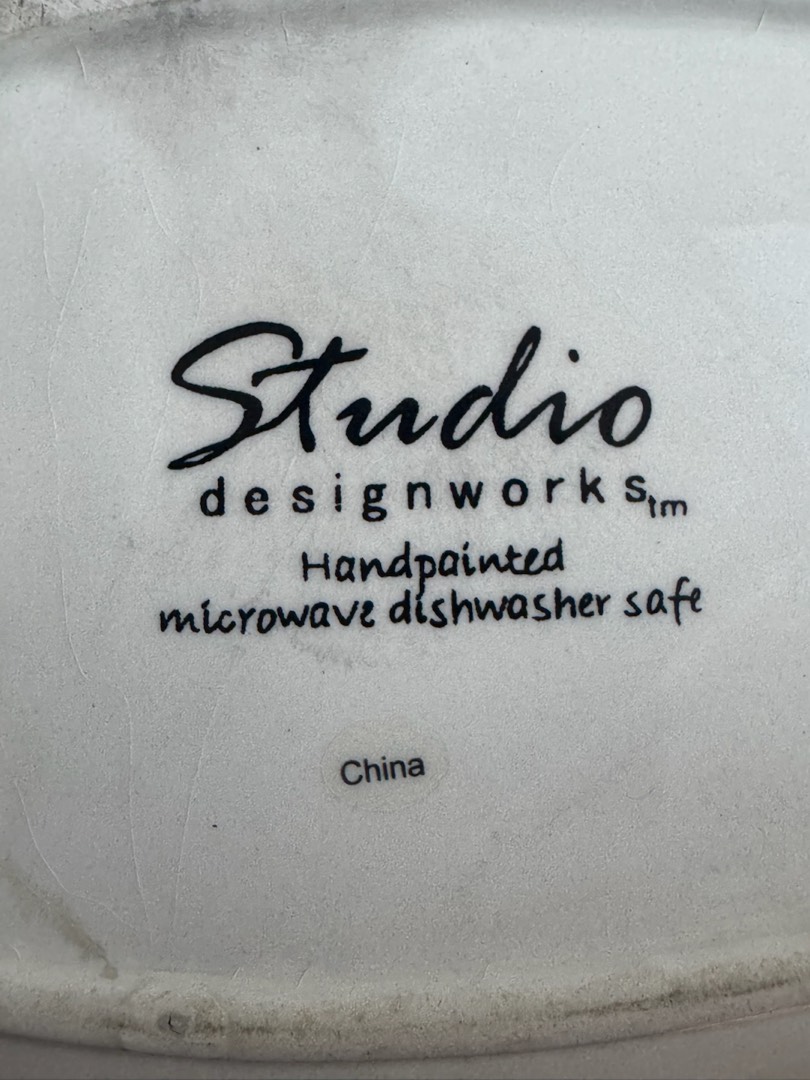 Studio
designworks tm
Handpainted
microwave dishwasher safe
China